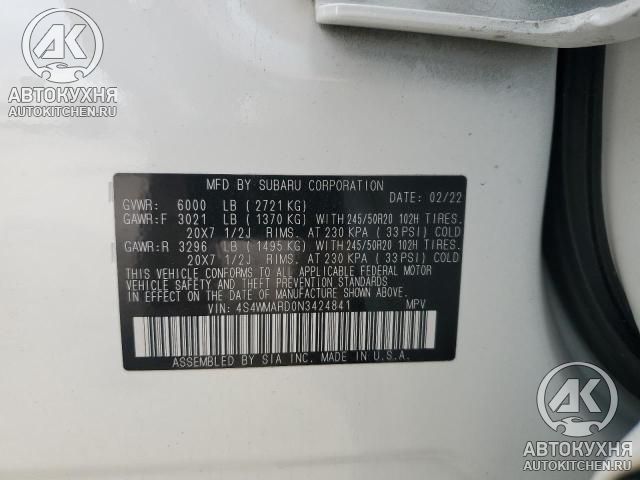 AK
АВТОКУХНЯ
AUTOKITCHEN.RU
MFD BY SUBARU CORPORATION
DATE: 02/22
GVWR: 6000 LB (2721 KG)
GAWR:F 3021 LB (1370 KG) WITH 245/50R20 102H TIRES.
20X7 1/2J RIMS. AT 230 KPA (33 PSI) COLD
GAWR:R 3296 LB (1495 KG) WITH 245/50R20 102H TIRES.
20X7 1/2J RIMS. AT 230 KPA (33 PSI) COLD
THIS VEHICLE CONFORMS TO ALL APPLICABLE FEDERAL MOTOR
VEHICLE SAFETY AND THEFT PREVENTION STANDARDS IN
EFFECT ON THE DATE OF MANUFACTURE SHOWN ABOVE.
VIN: 4S4WMARD0N3424841 MPV
ASSEMBLED BY SIA INC. MADE IN U.S.A.
AK
АВТОКУХНЯ
AUTOKITCHEN.RU